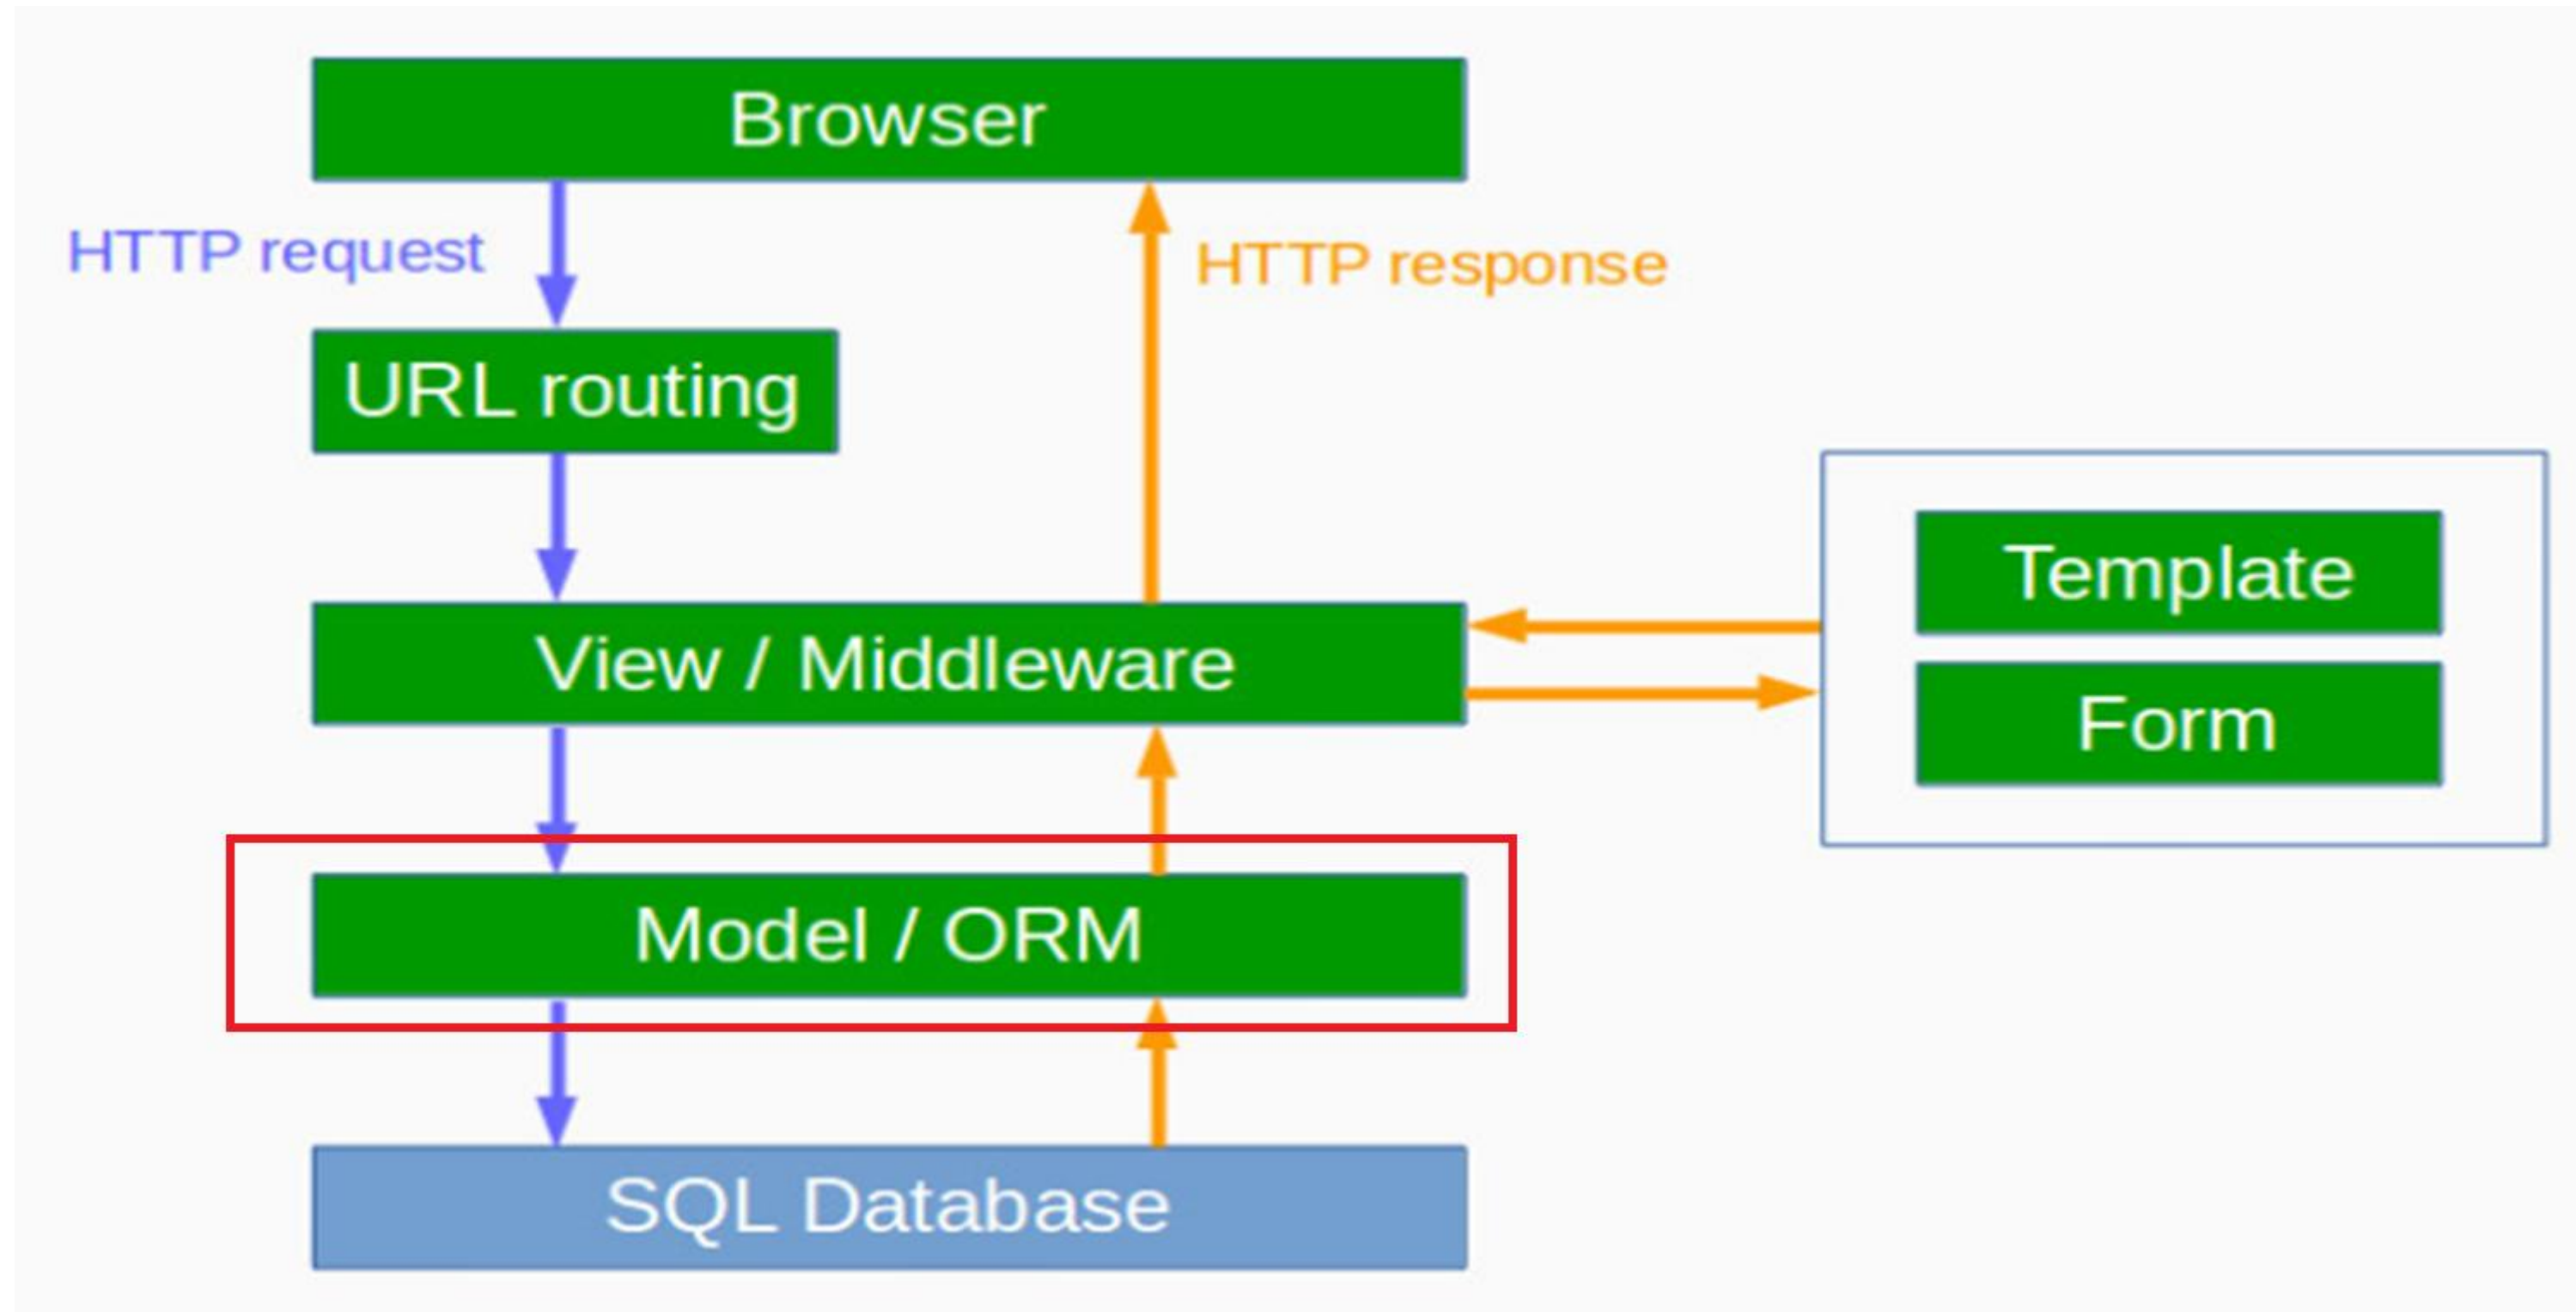 Browser
HTTP request
HTTP response
URL routing
Template
View / Middleware
Form
Model / ORM
SQL Database